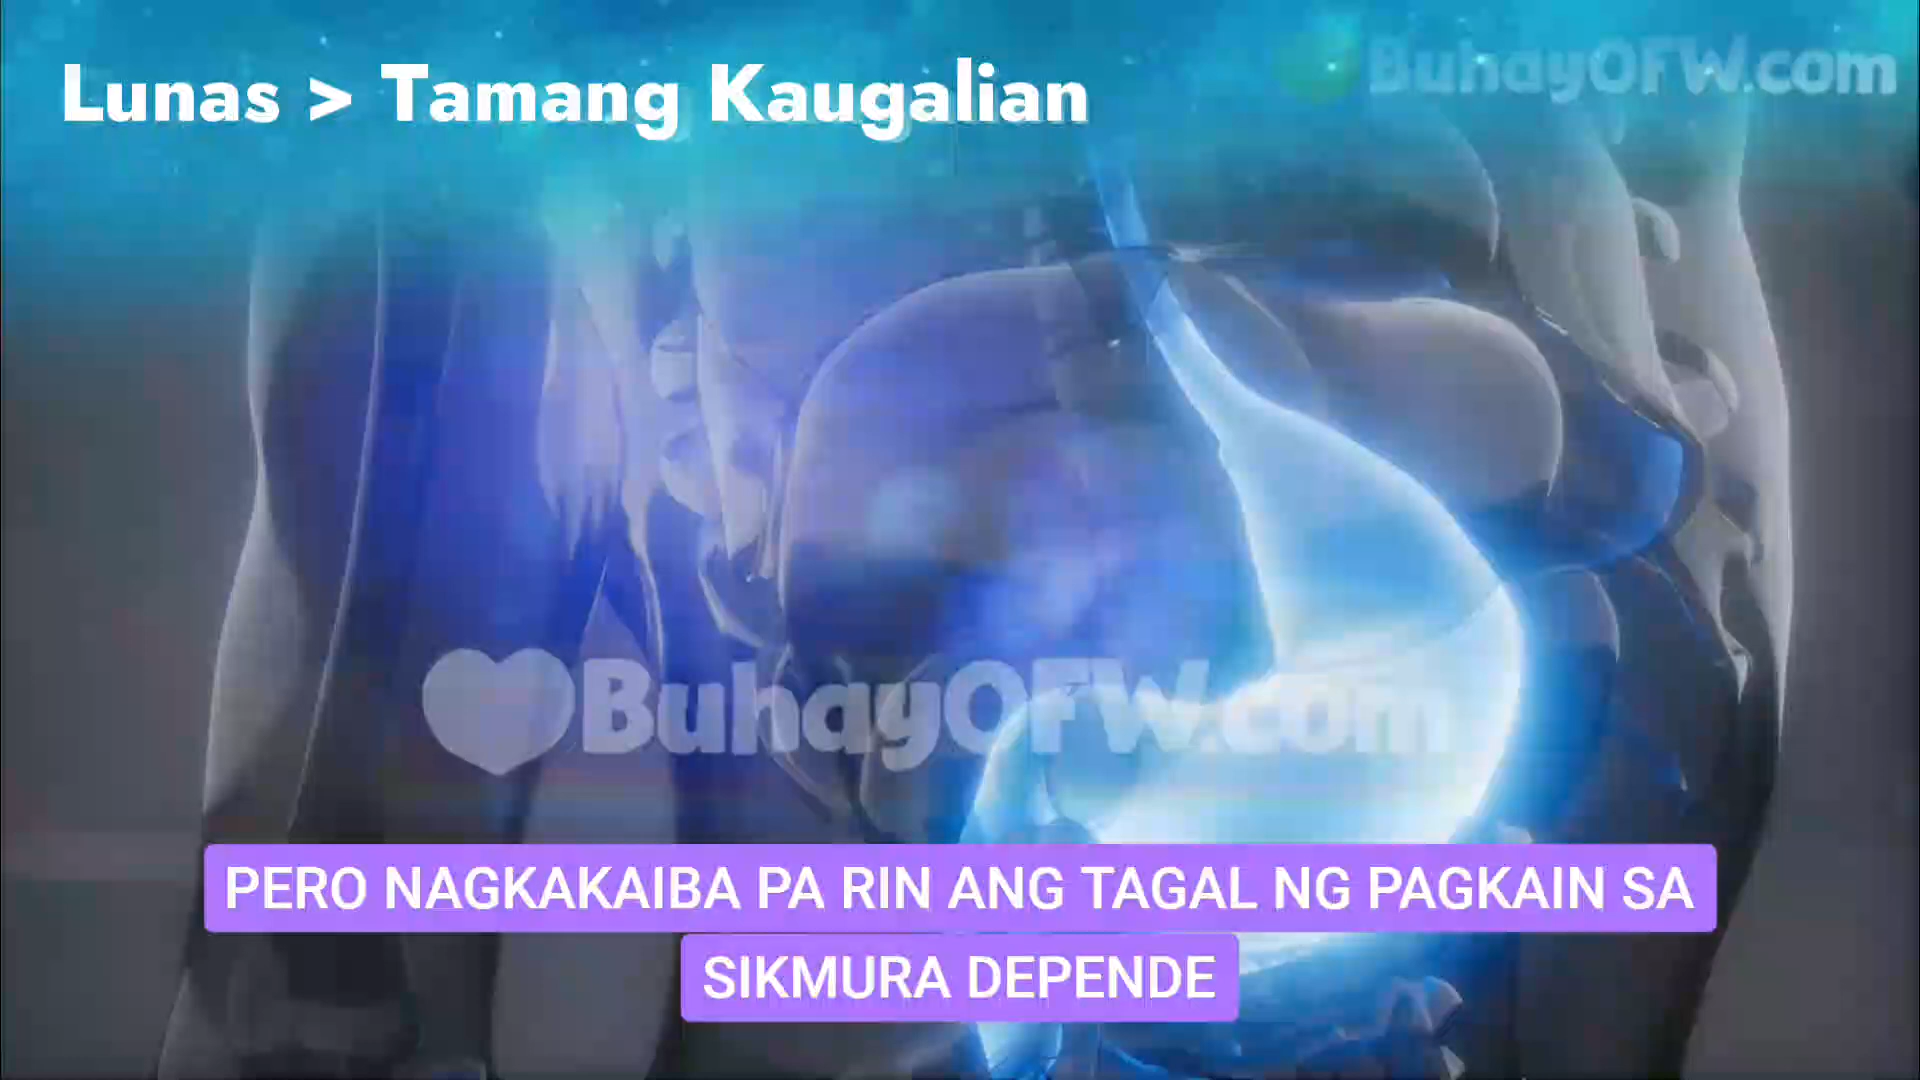 Lunas > Tamang Kaugalian
BuhayOFW.com
BuhayOFW.com
PERO NAGKAKAIBA PA RIN ANG TAGAL NG PAGKAIN SA
SIKMURA DEPENDE